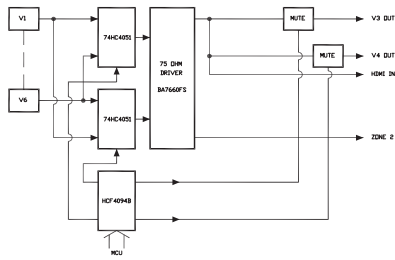 V1
74HC4051
75 OHM
DRIVER
BA7660FS
MUTE
V3 OUT
MUTE
V4 OUT
HDMI IN
V6
74HC4051
ZONE 2
HCF4094B
MCU